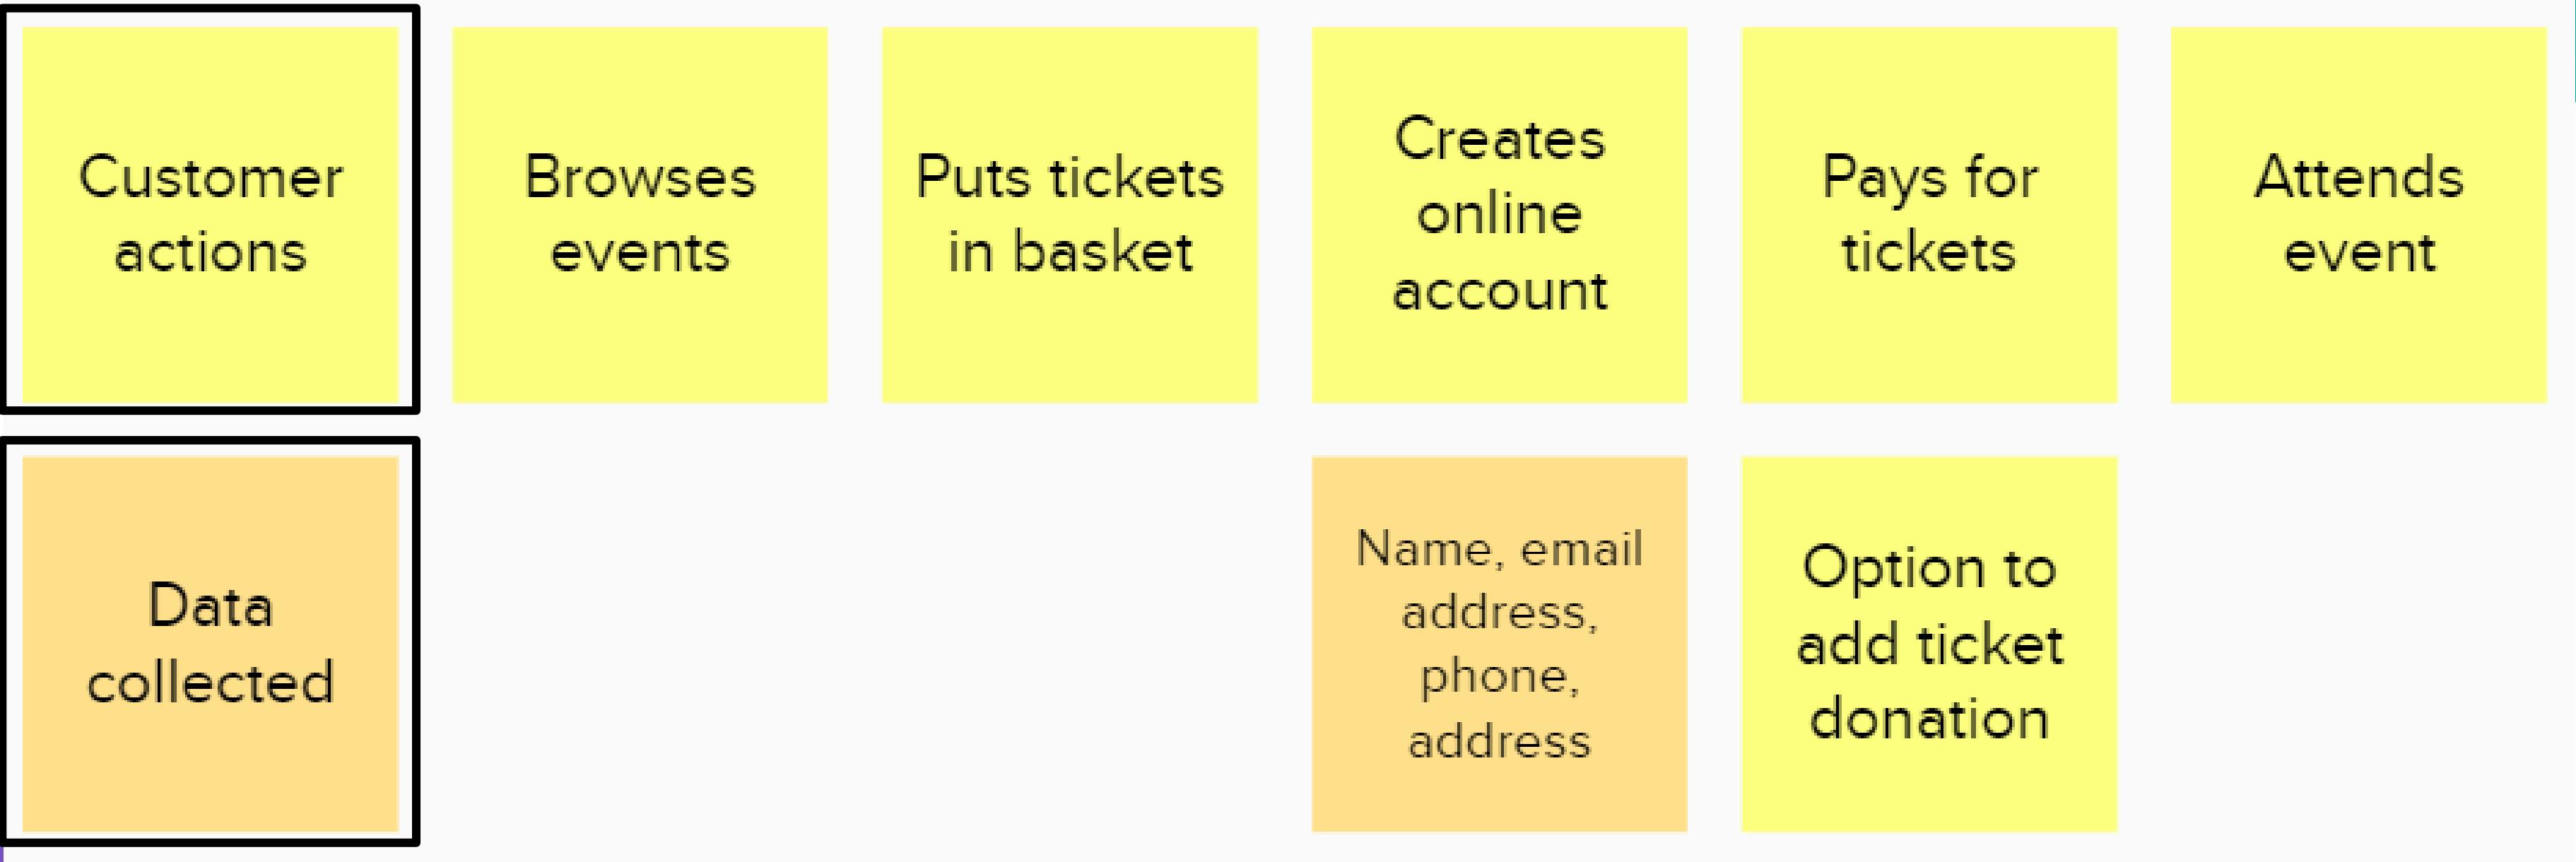 Customer
actions
Browses
events
Puts tickets
in basket
Creates
online
account
Pays for
tickets
Attends
event
Data
collected
Name, email
address,
phone,
address
Option to
add ticket
donation